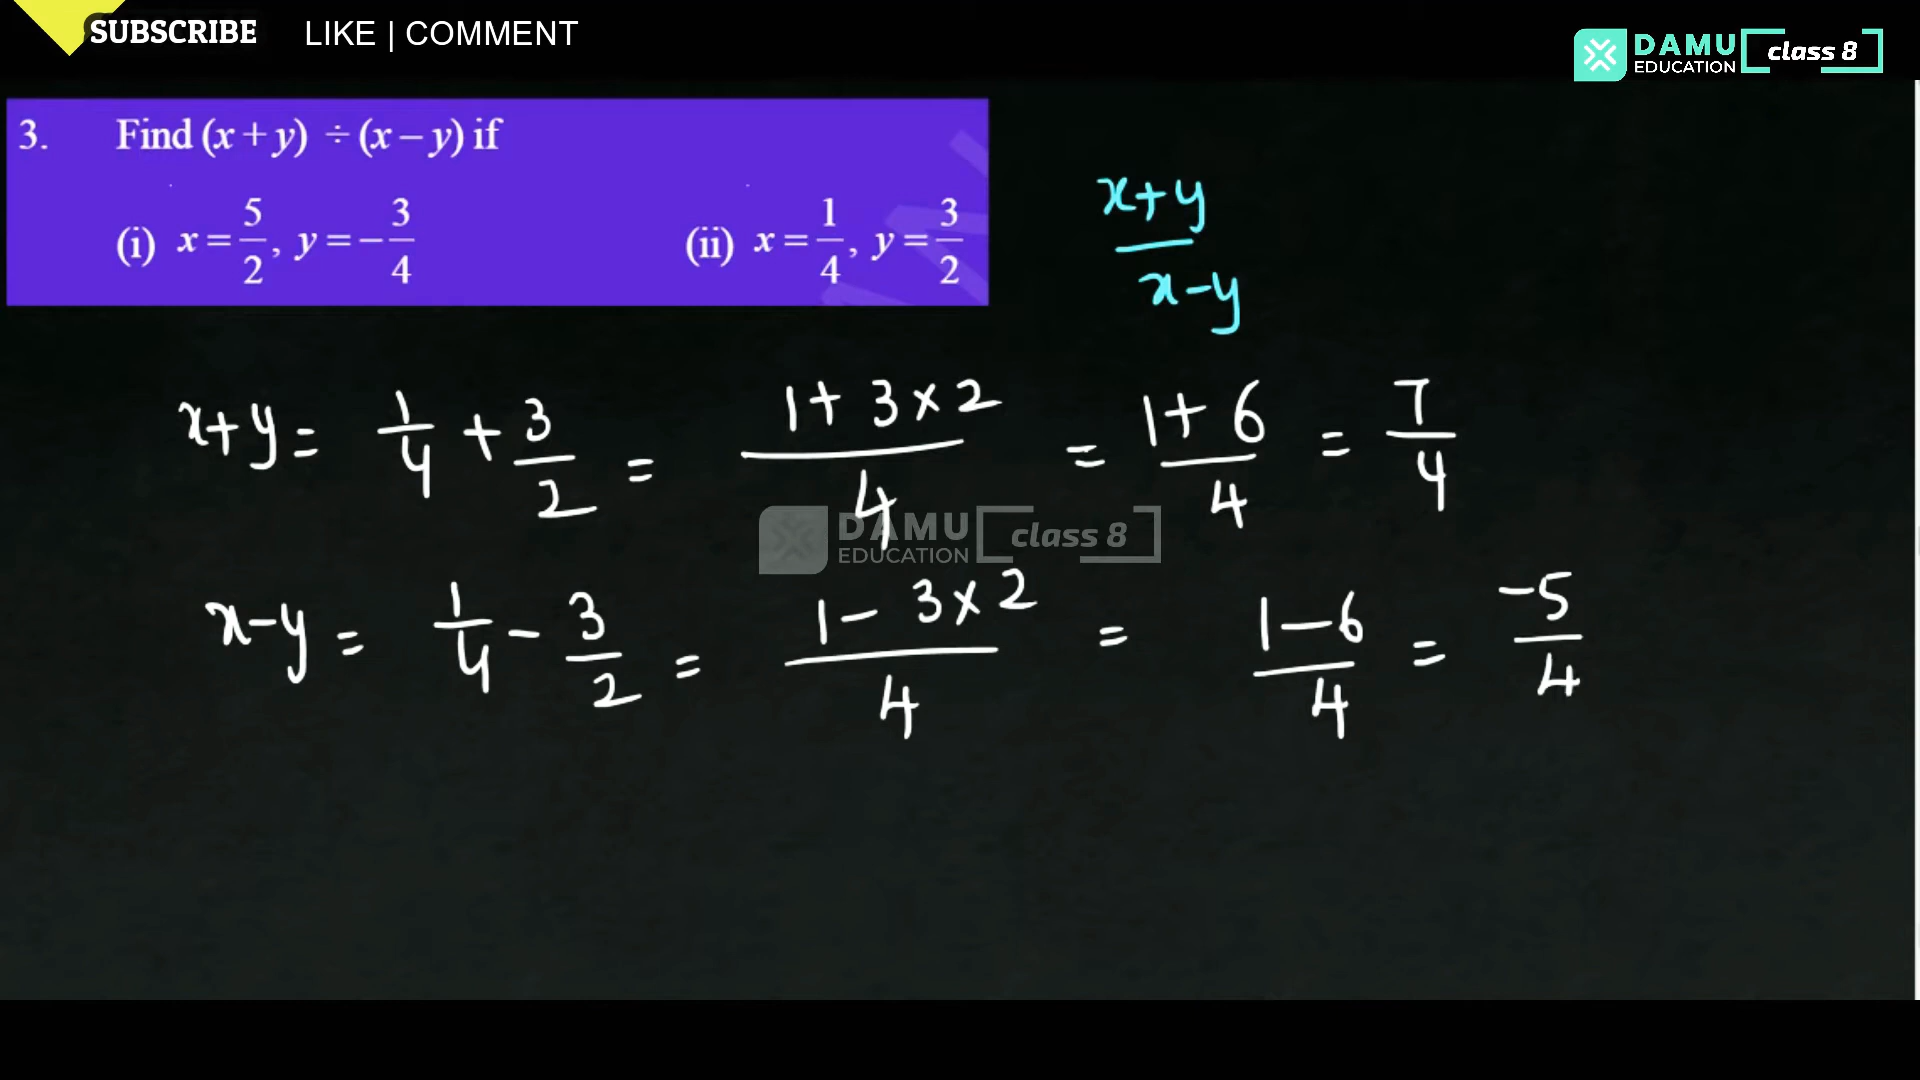 SUBSCRIBE LIKE | COMMENT
DAMU EDUCATION class 8
3. Find (x + y) ÷ (x − y) if
(i) x = 5/2, y = −3/4 (ii) x = 1/4, y = 3/2
x+y / x−y
x+y = 1/4 + 3/2 = 1+3×2 / 4 = 1+6 / 4 = 7/4
DAMU EDUCATION class 8
x−y = 1/4 − 3/2 = 1−3×2 / 4 = 1−6 / 4 = −5/4